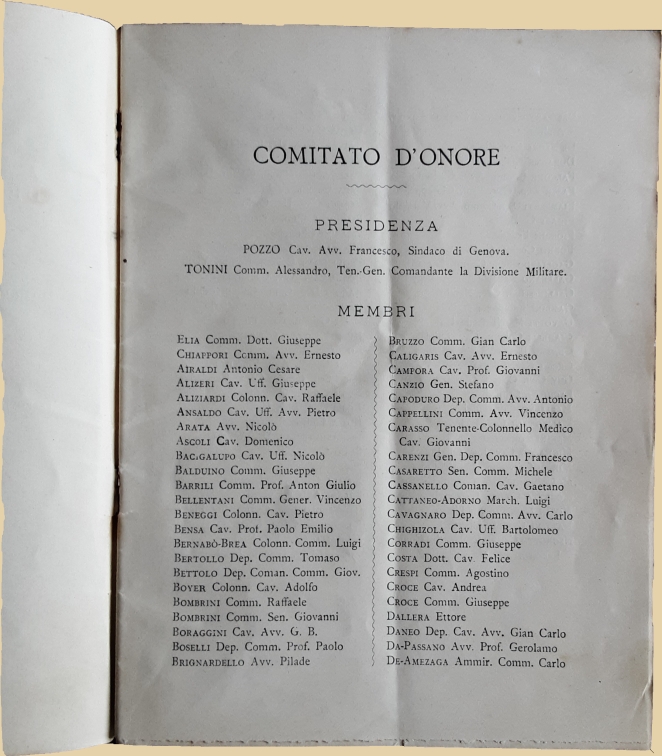 COMITATO D'ONORE
PRESIDENZA
POZZO Cav. Avv. Francesco, Sindaco di Genova.
TONINI Comm. Alessandro, Ten.-Gen. Comandante la Divisione Militare.
MEMBRI
ELIA Comm. Dott. Giuseppe
CHIAPPORI Comm. Avv. Ernesto
AIRALDI Antonio Cesare
ALIZERI Cav. Uff. Giuseppe
ALIZIARDI Colonn. Cav. Raffaele
ANSALDO Cav. Uff. Avv. Pietro
ARATA Avv. Nicolò
ASCOLI Cav. Domenico
BACIGALUPO Cav. Uff. Nicolò
BALDUINO Comm. Giuseppe
BARRILI Comm. Prof. Anton Giulio
BELLENTANI Comm. Gener. Vincenzo
BENEGGI Colonn. Cav. Pietro
BENSA Cav. Prof. Paolo Emilio
BERNABÒ-BREA Colonn. Comm. Luigi
BERTOLLO Dep. Comm. Tomaso
BETTOLO Dep. Coman. Comm. Giov.
BOYER Colonn. Cav. Adolfo
BOMBRINI Comm. Raffaele
BOMBRINI Comm. Sen. Giovanni
BORAGGINI Cav. Avv. G. B.
BOSELLI Dep. Comm. Prof. Paolo
BRIGNARDELLO Avv. Pilade
BRUZZO Comm. Gian Carlo
CALIGARIS Cav. Avv. Ernesto
CAMPORA Cav. Prof. Giovanni
CANZIO Gen. Stefano
CAPODURO Dep. Comm. Avv. Antonio
CAPPELLINI Comm. Avv. Vincenzo
CARASSO Tenente-Colonnello Medico
Cav. Giovanni
CARENZI Gen. Dep. Comm. Francesco
CASARETTO Sen. Comm. Michele
CASSANELLO Coman. Cav. Gaetano
CATTANEO-ADORNO March. Luigi
CAVAGNARO Dep. Comm. Avv. Carlo
CHIGHIZOLA Cav. Uff. Bartolomeo
CORRADI Comm. Giuseppe
COSTA Dott. Cav. Felice
CRESPI Comm. Agostino
CROCE Cav. Andrea
CROCE Comm. Giuseppe
DALLERA Ettore
DANEO Dep. Cav. Avv. Gian Carlo
DA-PASSANO Avv. Prof. Gerolamo
DE-AMEZAGA Ammir. Comm. Carlo